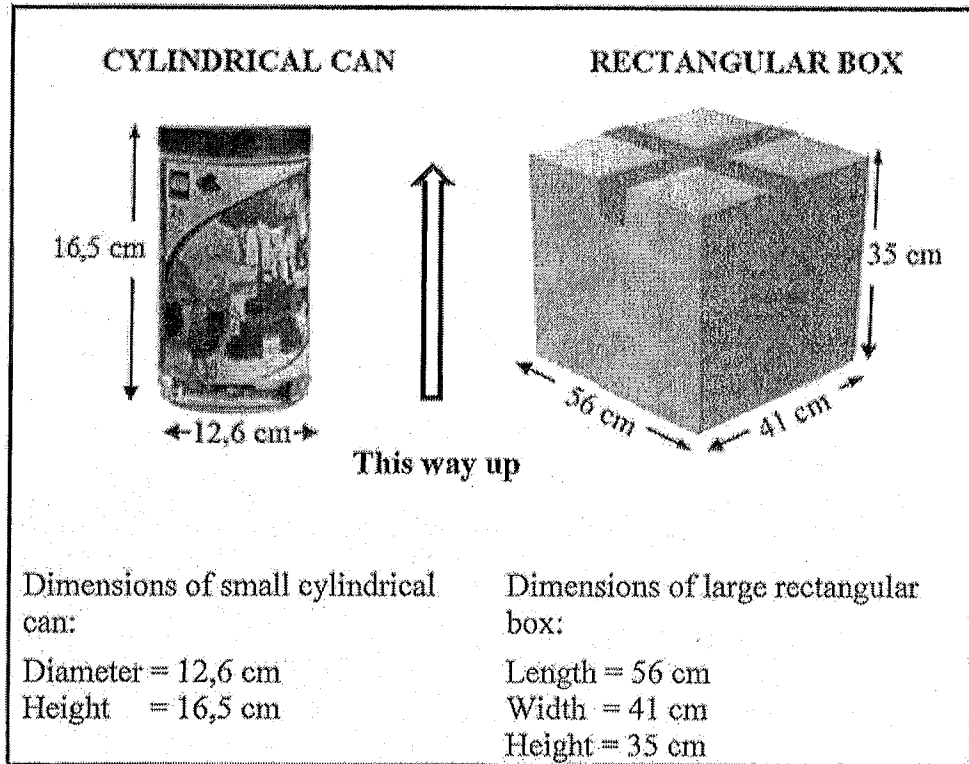 CYLINDRICAL CAN
RECTANGULAR BOX
16,5 cm
12,6 cm
This way up
35 cm
56 cm
41 cm
Dimensions of small cylindrical
can:
Diameter = 12,6 cm
Height = 16,5 cm
Dimensions of large rectangular
box:
Length = 56 cm
Width = 41 cm
Height = 35 cm